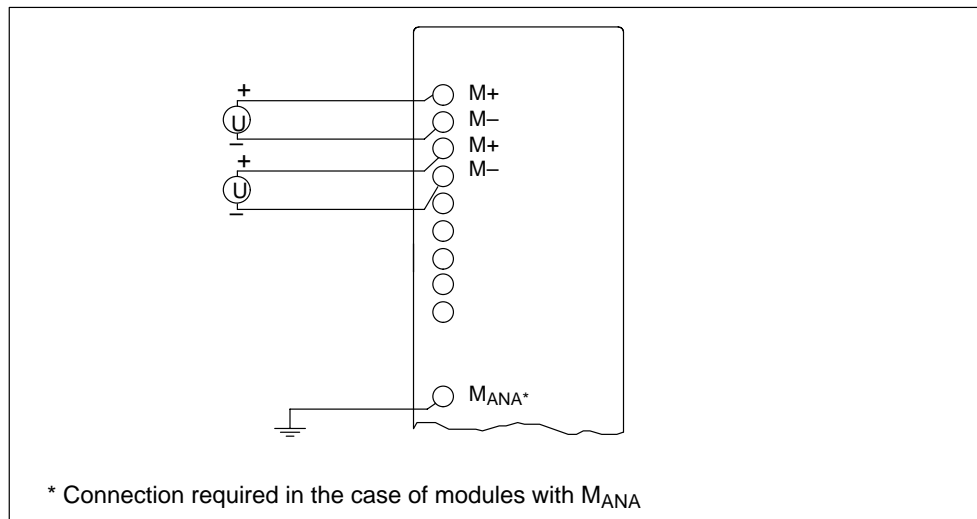 +
U
–
+
U
–
M+
M–
M+
M–
MANA*
* Connection required in the case of modules with MANA